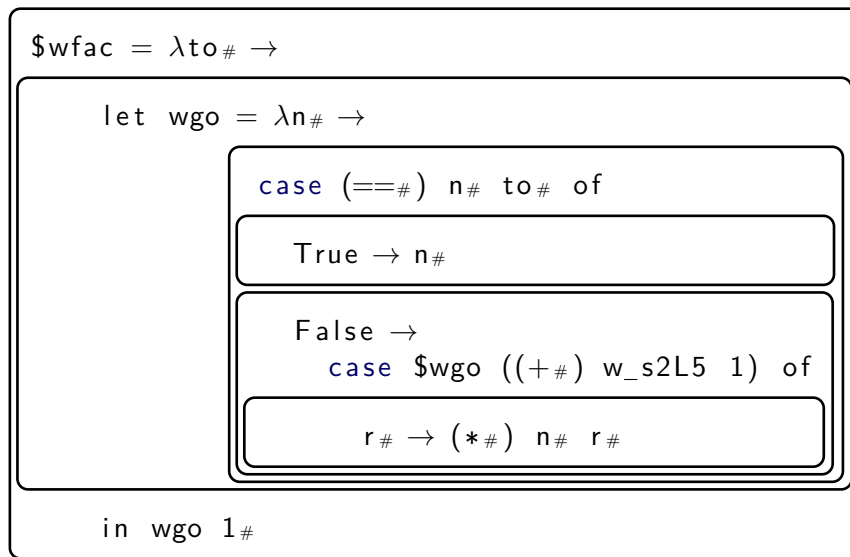 $wfac = λto# →
let wgo = λn# →
case (==#) n# to# of
True → n#
False →
case $wgo ((+#) w_s2L5 1) of
r# → (*#) n# r#
in wgo 1#